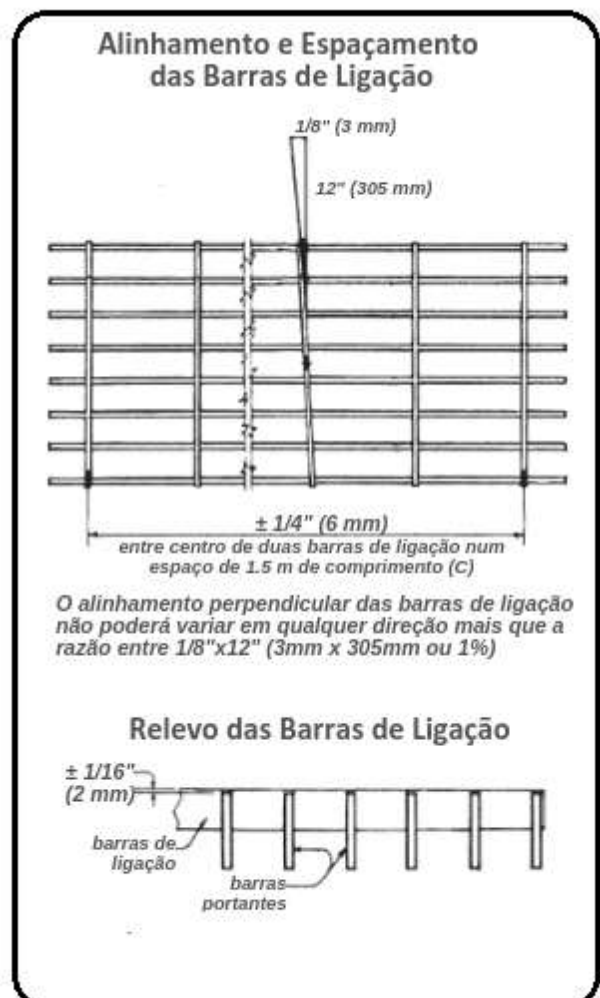 Alinhamento e Espaçamento
das Barras de Ligação
1/8" (3 mm)
12" (305 mm)
± 1/4" (6 mm)
entre centro de duas barras de ligação num
espaço de 1.5 m de comprimento (C)
O alinhamento perpendicular das barras de ligação
não poderá variar em qualquer direção mais que a
razão entre 1/8"x12" (3mm x 305mm ou 1%)
Relevo das Barras de Ligação
± 1/16"
(2 mm)
barras de
ligação
barras
portantes